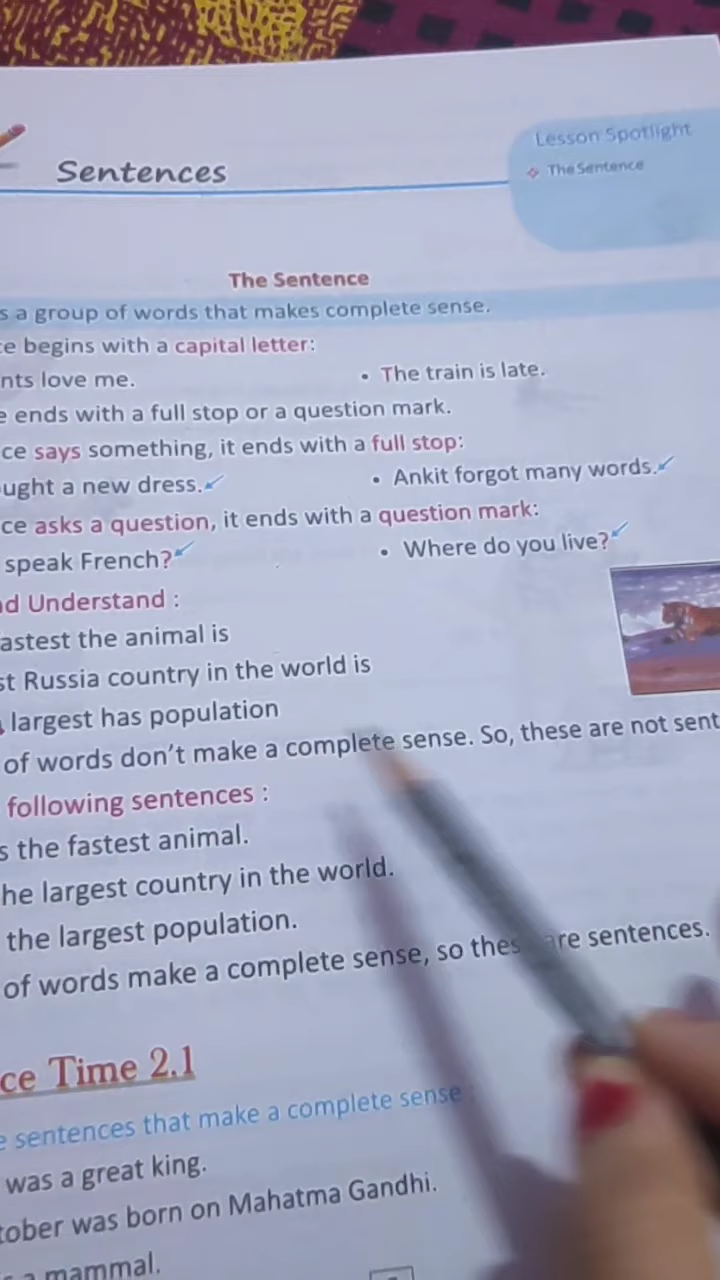 Sentences
Lesson Spotlight
The Sentence
The Sentence
s a group of words that makes complete sense.
e begins with a capital letter:
nts love me. • The train is late.
e ends with a full stop or a question mark.
ce says something, it ends with a full stop:
ught a new dress. • Ankit forgot many words.
ce asks a question, it ends with a question mark:
speak French? • Where do you live?
d Understand :
astest the animal is
st Russia country in the world is
largest has population
of words don't make a complete sense. So, these are not sent
following sentences :
s the fastest animal.
he largest country in the world.
the largest population.
of words make a complete sense, so thes are sentences.
ce Time 2.1
e sentences that make a complete sense :
was a great king.
tober was born on Mahatma Gandhi.
a mammal.